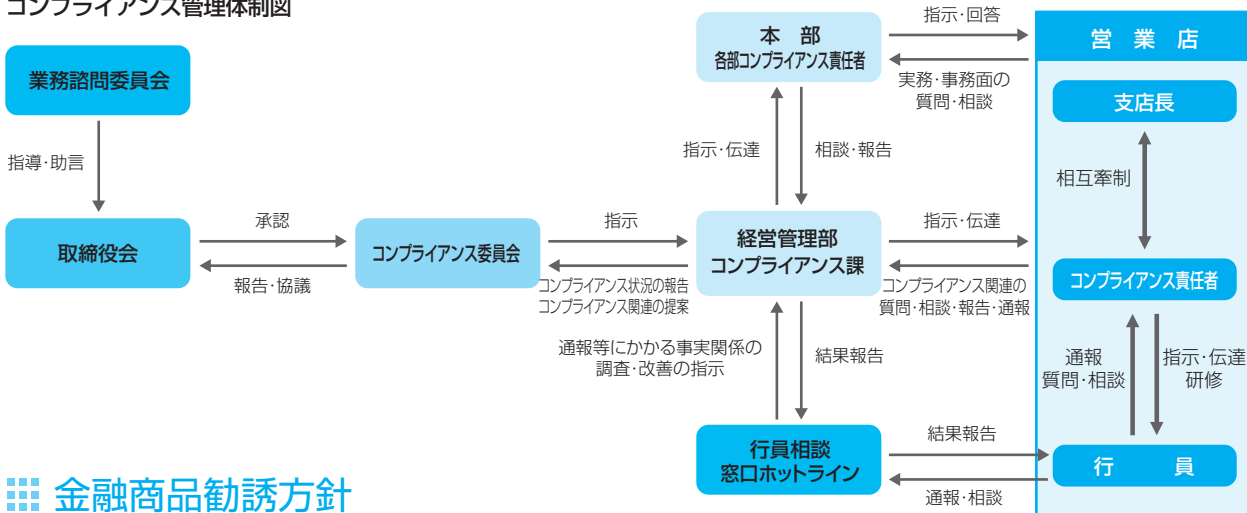 コンプライアンス管理体制図
業務諮問委員会
指導・助言
取締役会
承認
報告・協議
コンプライアンス委員会
指示
コンプライアンス状況の報告
コンプライアンス関連の提案
本 部
各部コンプライアンス責任者
指示・伝達
相談・報告
経営管理部
コンプライアンス課
通報等にかかる事実関係の
調査・改善の指示
結果報告
行員相談
窓口ホットライン
指示・回答
実務・事務面の
質問・相談
指示・伝達
コンプライアンス関連の
質問・相談・報告・通報
結果報告
通報・相談
営 業 店
支店長
相互牽制
コンプライアンス責任者
通報
質問・相談
指示・伝達
研修
行 員
金融商品勧誘方針